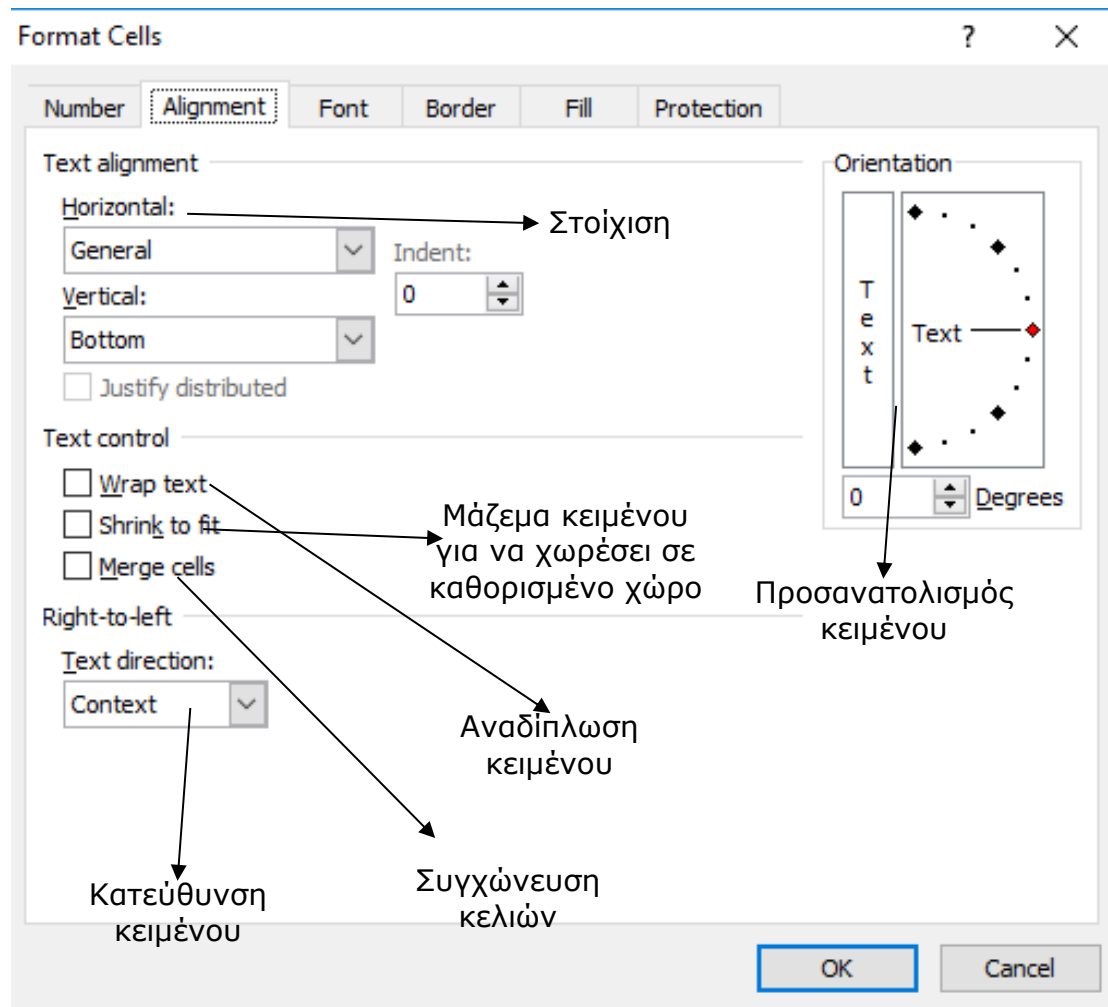 Format Cells ? ×
Number Alignment Font Border Fill Protection
Text alignment
Orientation
Horizontal:
Στοίχιση
General
Indent:
Vertical:
0
Bottom
Justify distributed
Text
Text
Text control
Wrap text
Shrink to fit
Merge cells
0 Degrees
Μάζεμα κειμένου
για να χωρέσει σε
καθορισμένο χώρο
Προσανατολισμός
κειμένου
Right-to-left
Text direction:
Context
Αναδίπλωση
κειμένου
Συγχώνευση
κελιών
Κατεύθυνση
κειμένου
OK Cancel